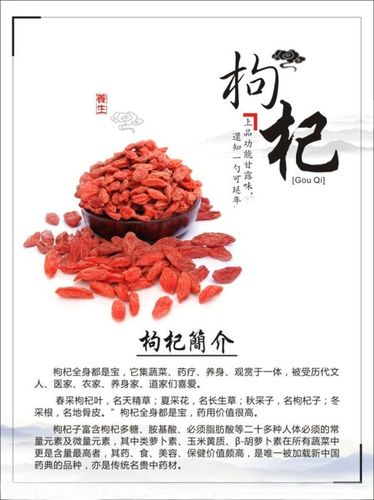 枸杞
[Gou Qi]
上品功能甘露味,
還知一勺可延年
養生
枸杞簡介
枸杞全身都是宝，它集蔬菜、药疗、养身、观赏于一体，被受历代文
人、医家、农家、养身家、道家们喜爱。
春采枸杞叶，名天精草；夏采花，名长生草；秋采子，名枸杞子；冬
采根，名地骨皮。”枸杞全身都是宝，药用价值很高。
枸杞子富含枸杞多糖、胺基酸、必须脂肪酸等二十多种人体必须的常
量元素及微量元素，其中类萝卜素、玉米黄质、β-胡萝卜素在所有蔬菜中
更是含量最高者，其药、食、美容、保健价值颇高，是唯一被加载新中国
药典的品种，亦是传统名贵中药材。